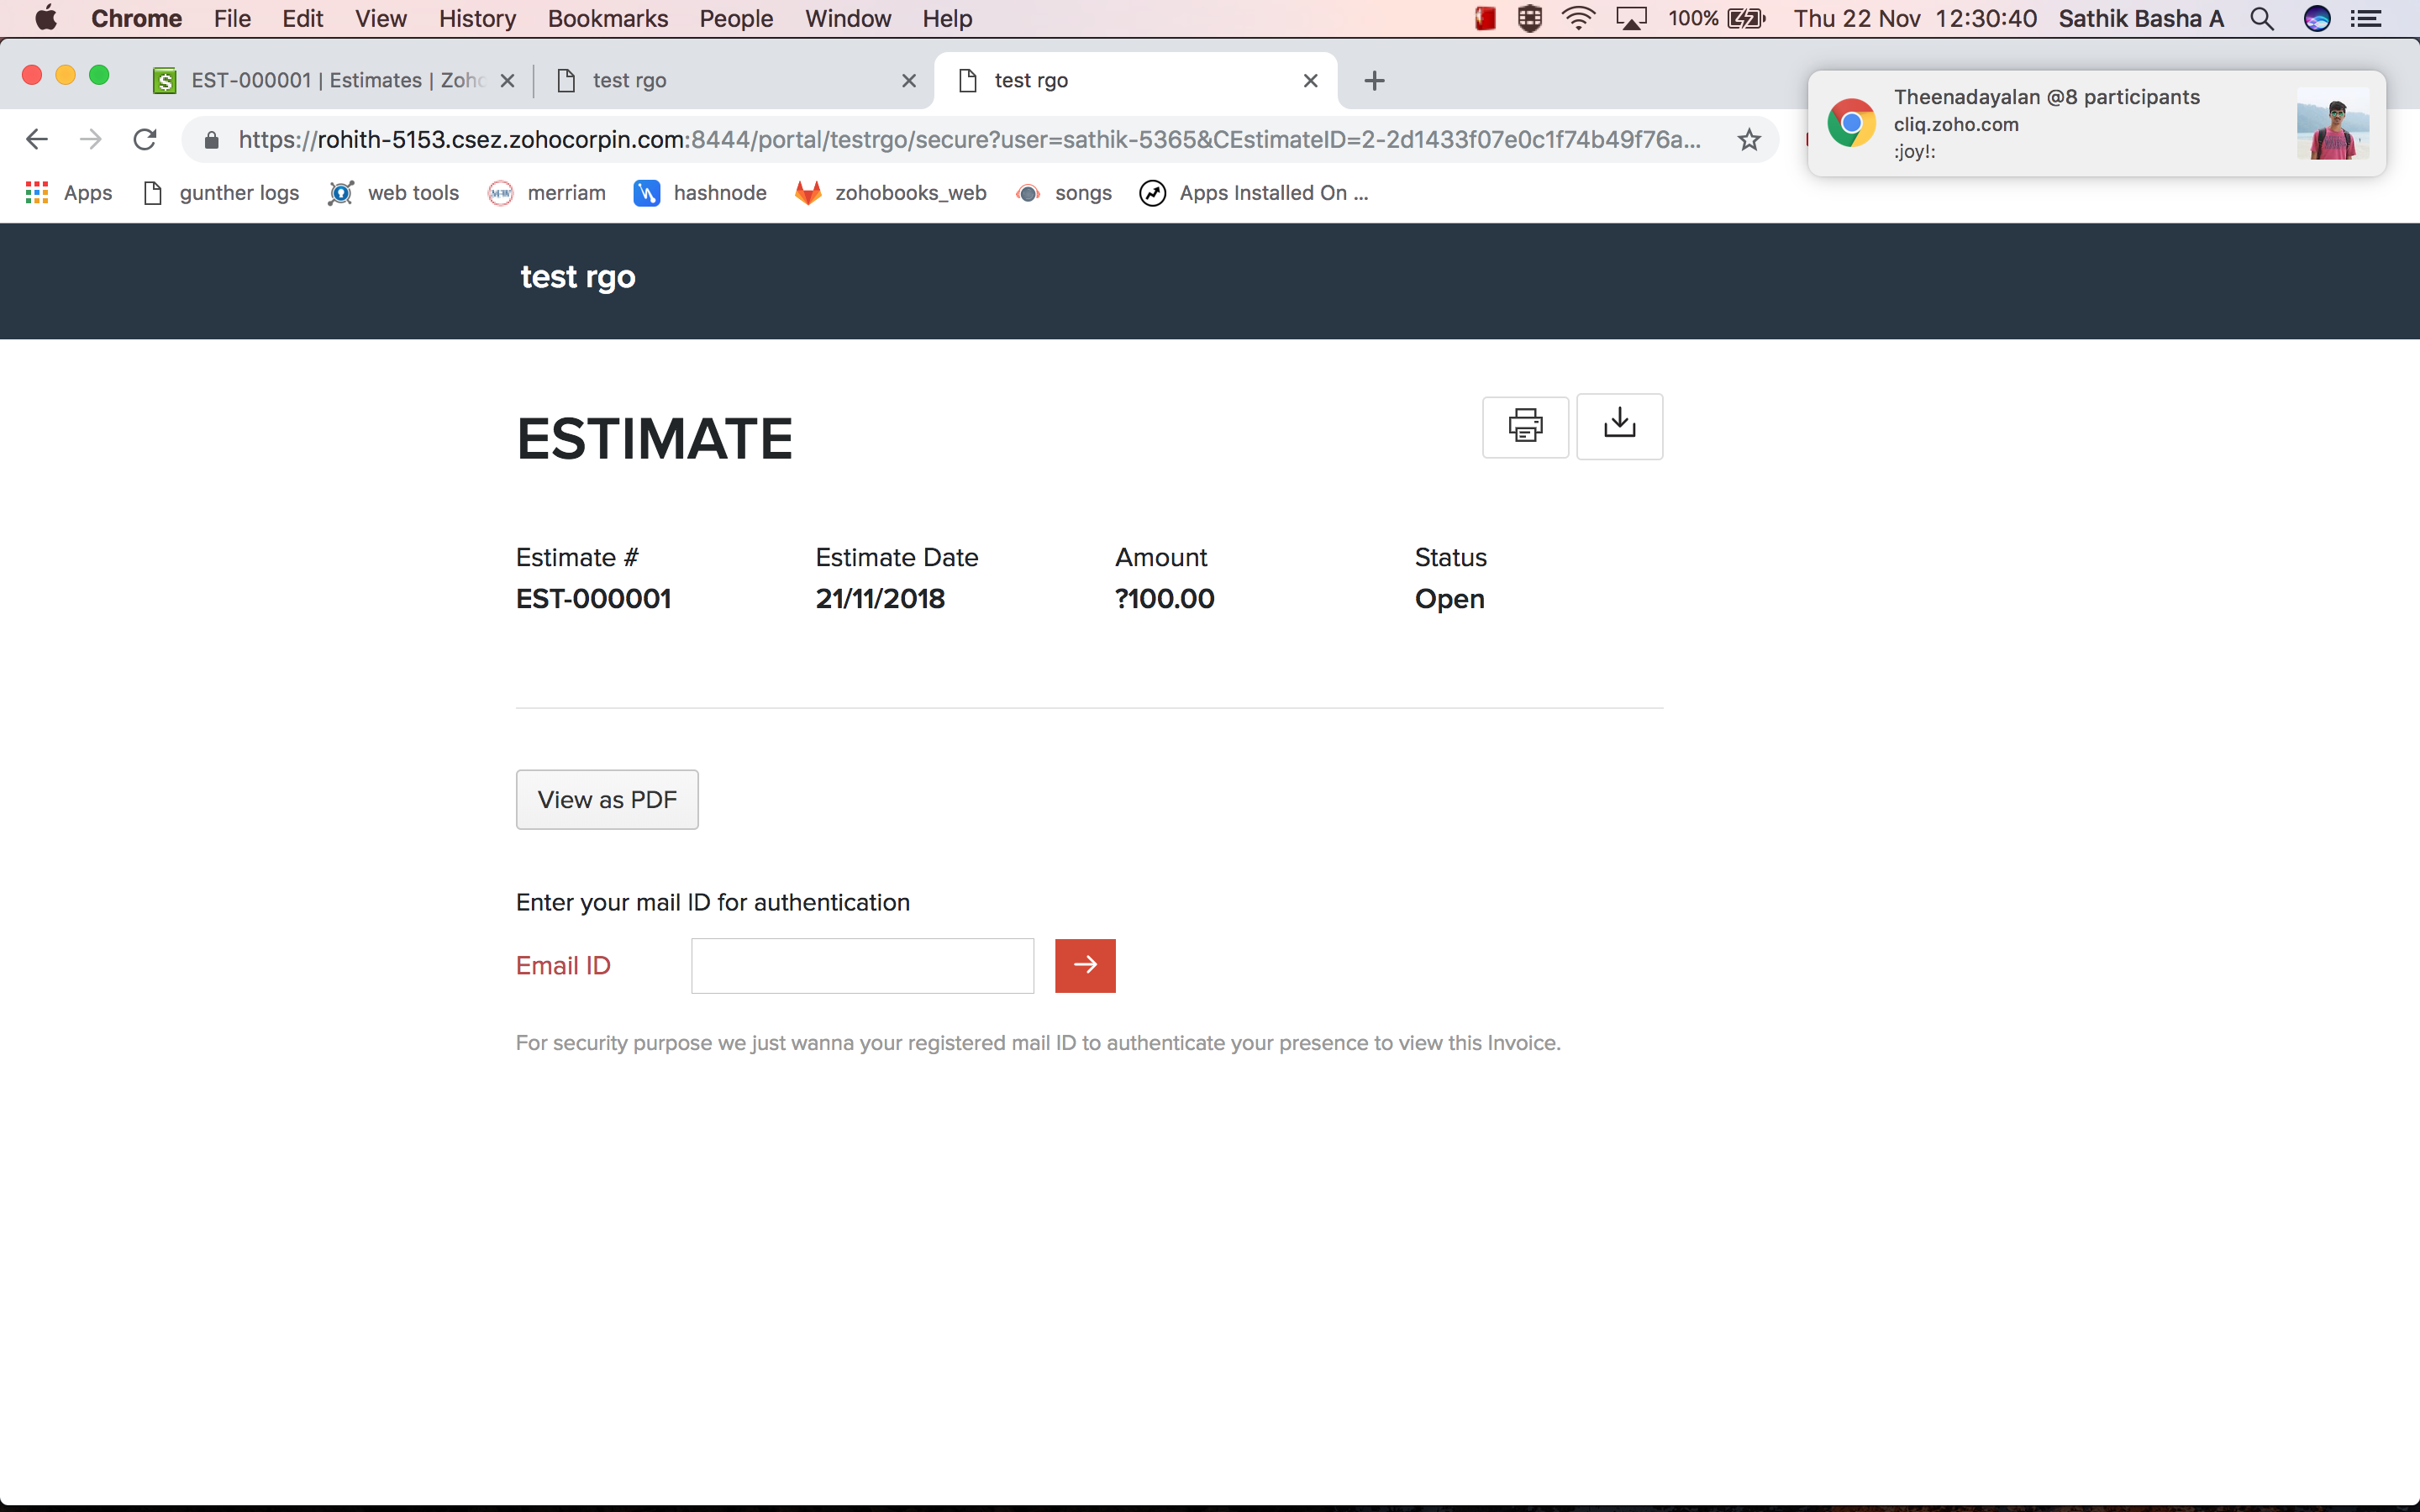 Chrome File Edit View History Bookmarks People Window Help 100% Thu 22 Nov 12:30:40 Sathik Basha A
EST-000001 | Estimates | Zoho test rgo test rgo
Theenadayalan @8 participants
cliq.zoho.com
:joy!:
https://rohith-5153.csez.zohocorpin.com:8444/portal/testrgo/secure?user=sathik-5365&CEstimateID=2-2d1433f07e0c1f74b49f76a...
Apps gunther logs web tools merriam hashnode zohobooks_web songs Apps Installed On ...
test rgo
ESTIMATE
Estimate # Estimate Date Amount Status
EST-000001 21/11/2018 ?100.00 Open
View as PDF
Enter your mail ID for authentication
Email ID
For security purpose we just wanna your registered mail ID to authenticate your presence to view this Invoice.